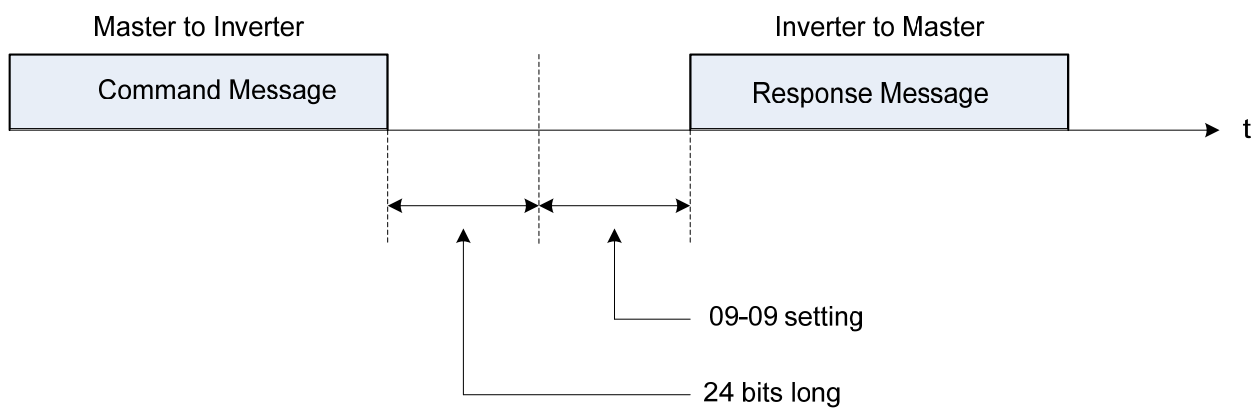 Master to Inverter
Inverter to Master
Command Message
Response Message
t
09-09 setting
24 bits long